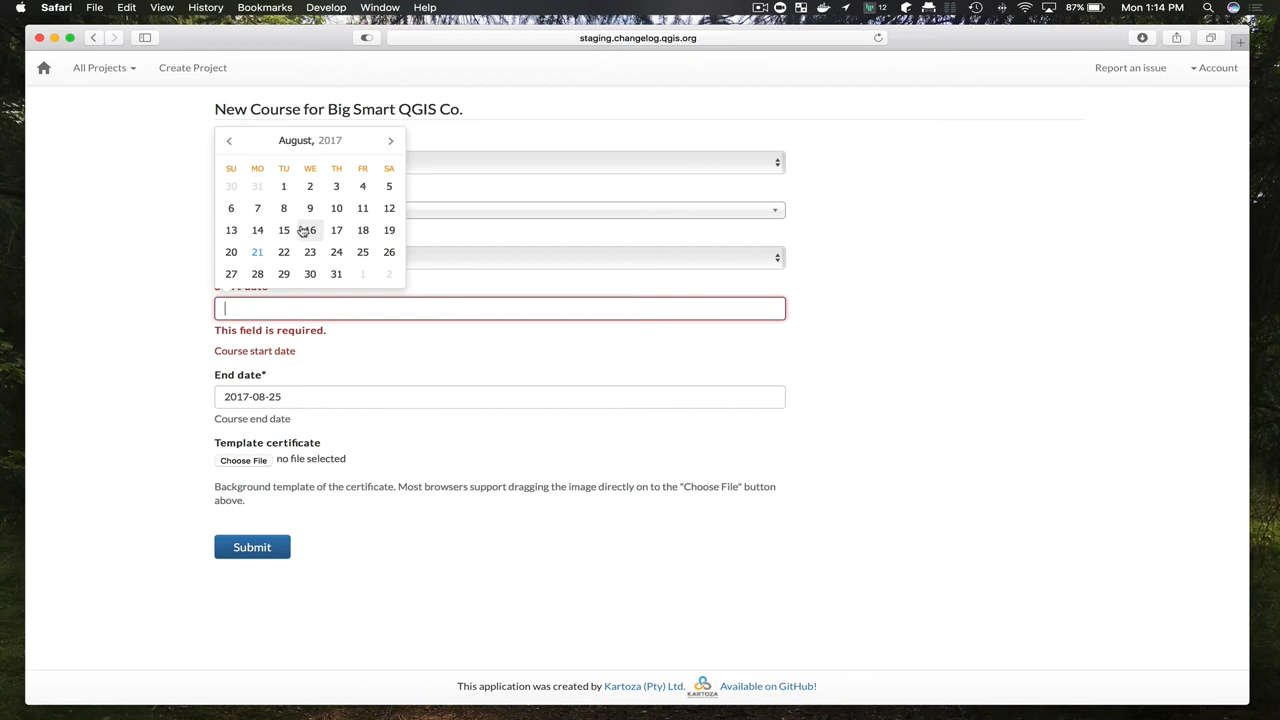 Safari File Edit View History Bookmarks Develop Window Help 12 87% Mon 1:14 PM
staging.changelog.qgis.org
All Projects Create Project Report an issue Account
New Course for Big Smart QGIS Co.
August, 2017
SU MO TU WE TH FR SA
30 31 1 2 3 4 5
6 7 8 9 10 11 12
13 14 15 16 17 18 19
20 21 22 23 24 25 26
27 28 29 30 31 1 2
This field is required.
Course start date
End date*
2017-08-25
Course end date
Template certificate
Choose File no file selected
Background template of the certificate. Most browsers support dragging the image directly on to the "Choose File" button
above.
Submit
This application was created by Kartoza (Pty) Ltd. KARTOZA Available on GitHub!